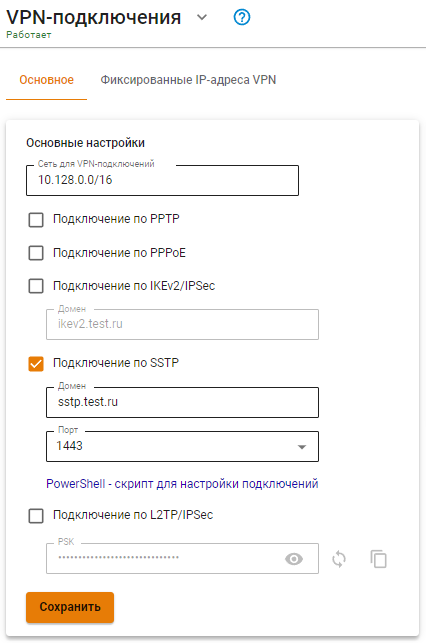 VPN-подключения
Работает
Основное
Фиксированные IP-адреса VPN
Основные настройки
Сеть для VPN-подключений
10.128.0.0/16
Подключение по PPTP
Подключение по PPPoE
Подключение по IKEv2/IPSec
Домен
ikev2.test.ru
Подключение по SSTP
Домен
sstp.test.ru
Порт
1443
PowerShell - скрипт для настройки подключений
Подключение по L2TP/IPSec
PSK
••••••••••••••••••••••••••••••
Сохранить